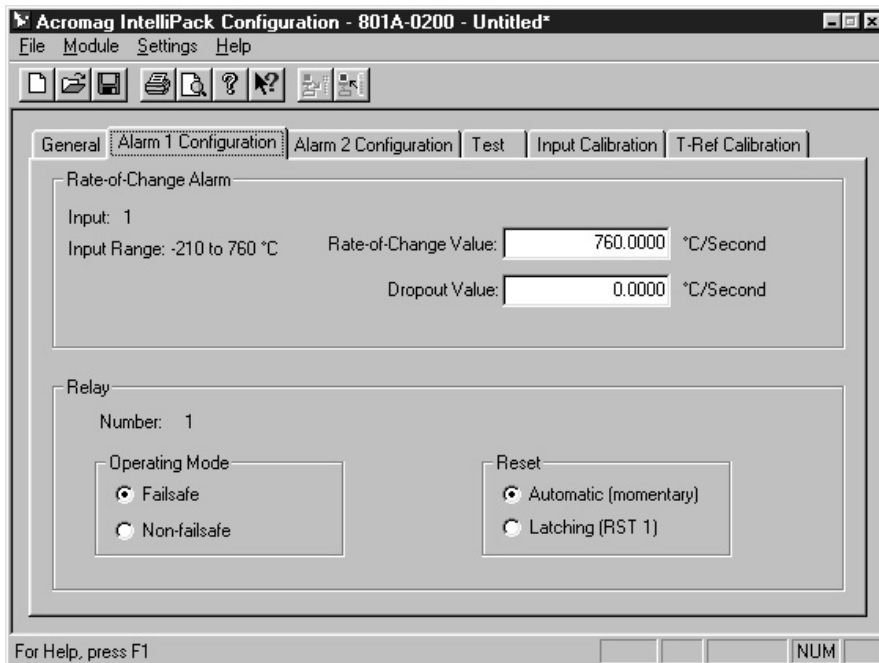 Acromag IntelliPack Configuration - 801A-0200 - Untitled*
File Module Settings Help
General Alarm 1 Configuration Alarm 2 Configuration Test Input Calibration T-Ref Calibration
Rate-of-Change Alarm
Input: 1
Input Range: -210 to 760 °C
Rate-of-Change Value: 760.0000 °C/Second
Dropout Value: 0.0000 °C/Second
Relay
Number: 1
Operating Mode
Failsafe
Non-failsafe
Reset
Automatic (momentary)
Latching (RST 1)
For Help, press F1
NUM